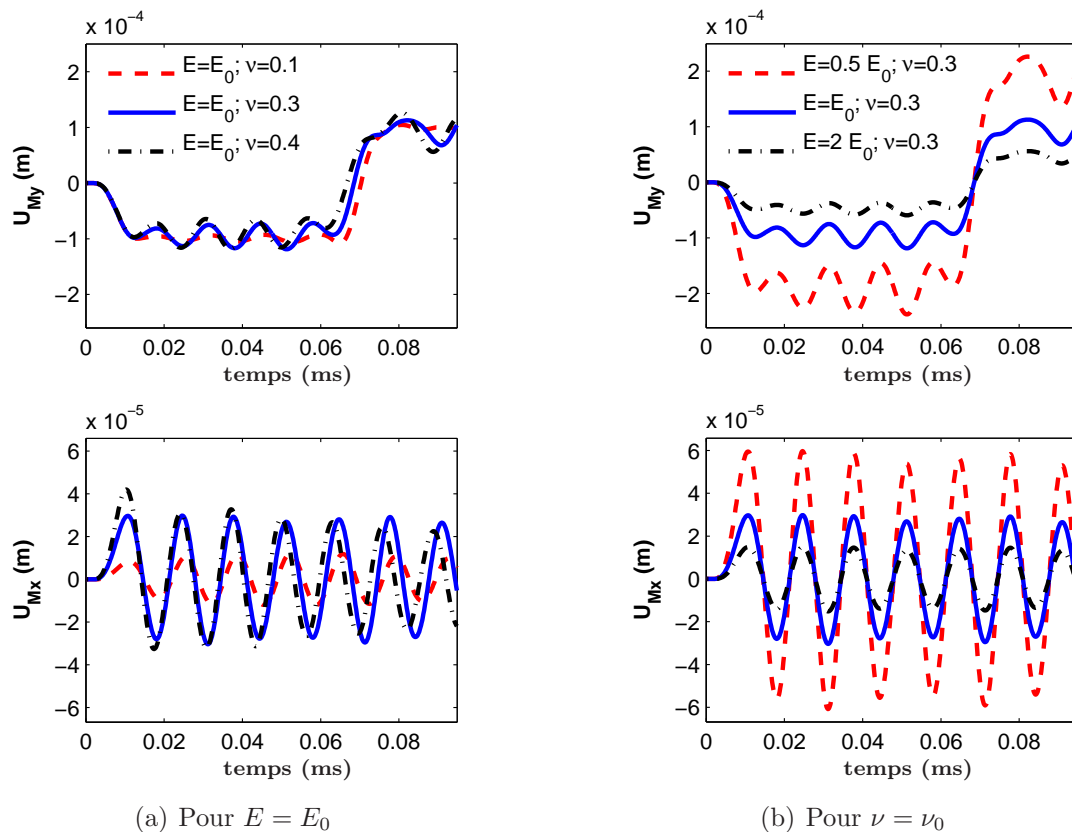 x 10⁻⁴
2
1
0
−1
−2
U_My (m)
E=E₀; ν=0.1
E=E₀; ν=0.3
E=E₀; ν=0.4
0 0.02 0.04 0.06 0.08
temps (ms)
x 10⁻⁴
2
1
0
−1
−2
U_My (m)
E=0.5 E₀; ν=0.3
E=E₀; ν=0.3
E=2 E₀; ν=0.3
0 0.02 0.04 0.06 0.08
temps (ms)
x 10⁻⁵
6
4
2
0
−2
−4
−6
U_Mx (m)
0 0.02 0.04 0.06 0.08
temps (ms)
x 10⁻⁵
6
4
2
0
−2
−4
−6
U_Mx (m)
0 0.02 0.04 0.06 0.08
temps (ms)
(a) Pour E = E₀
(b) Pour ν = ν₀